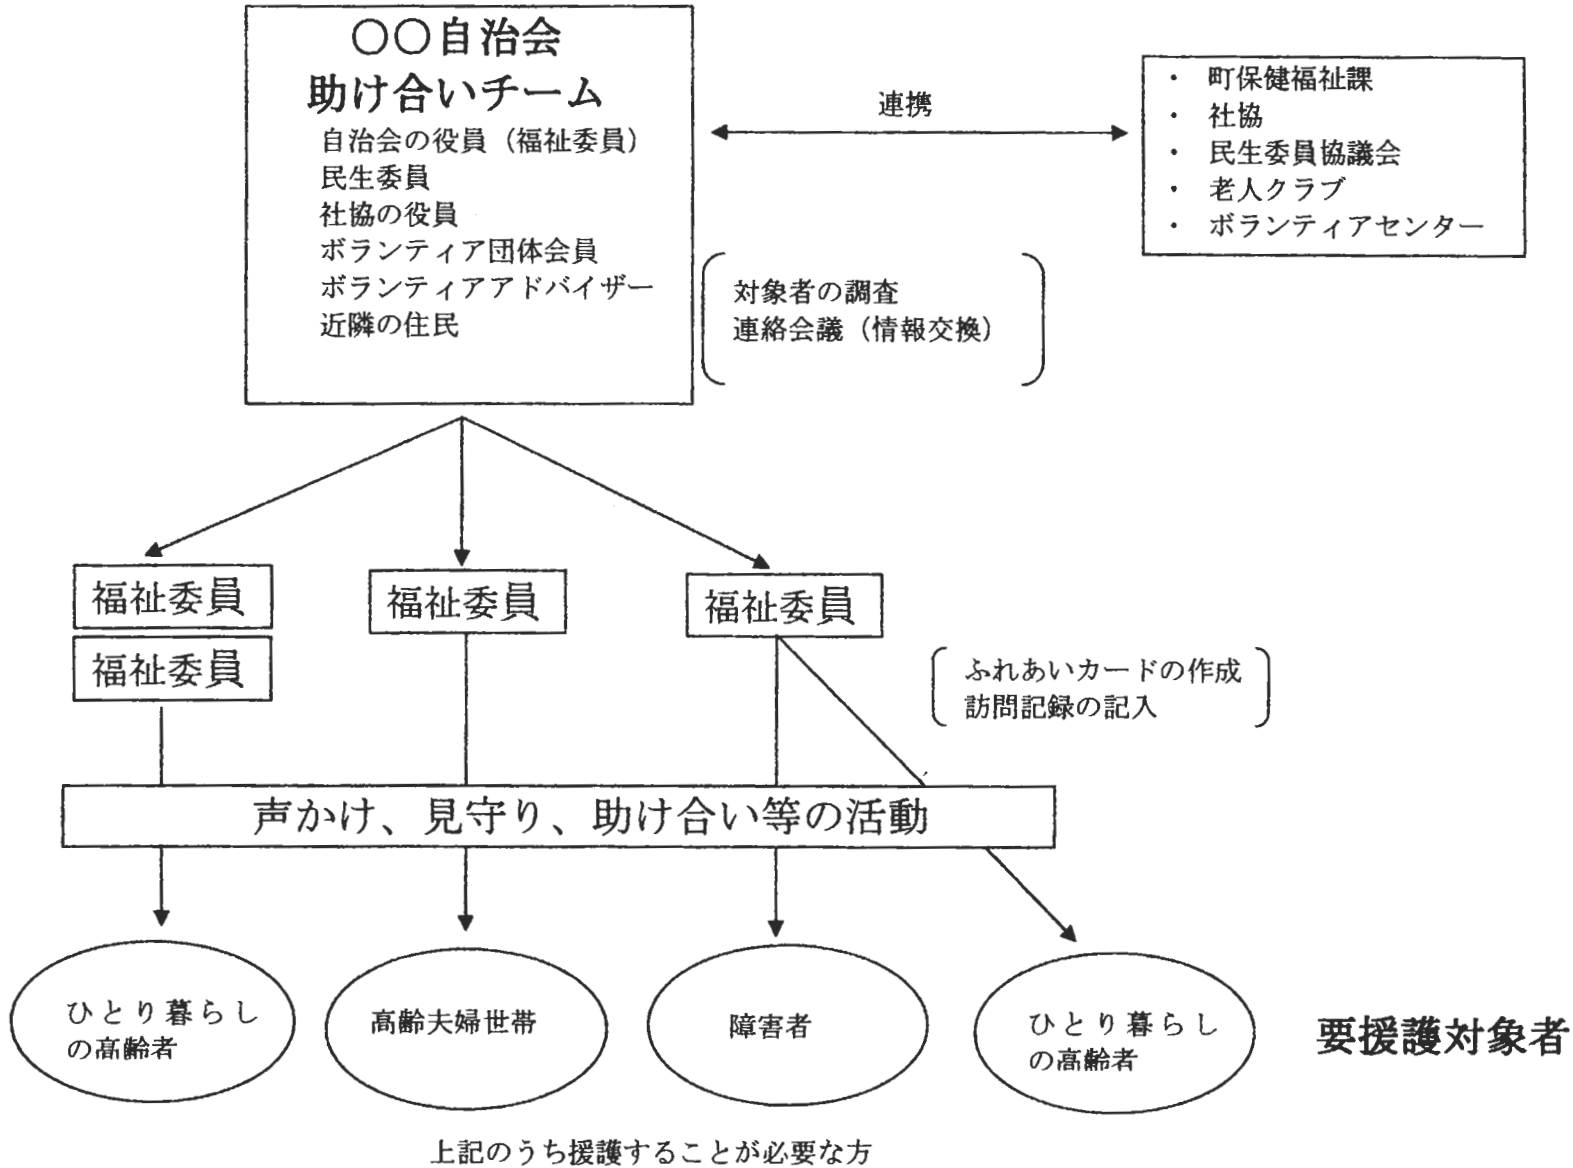 〇〇自治会
助け合いチーム
自治会の役員（福祉委員）
民生委員
社協の役員
ボランティア団体会員
ボランティアアドバイザー
近隣の住民
連携
・ 町保健福祉課
・ 社協
・ 民生委員協議会
・ 老人クラブ
・ ボランティアセンター
対象者の調査
連絡会議（情報交換）
福祉委員
福祉委員
福祉委員
福祉委員
ふれあいカードの作成
訪問記録の記入
声かけ、見守り、助け合い等の活動
ひとり暮らし
の高齢者
高齢夫婦世帯
障害者
ひとり暮らし
の高齢者
要援護対象者
上記のうち援護することが必要な方